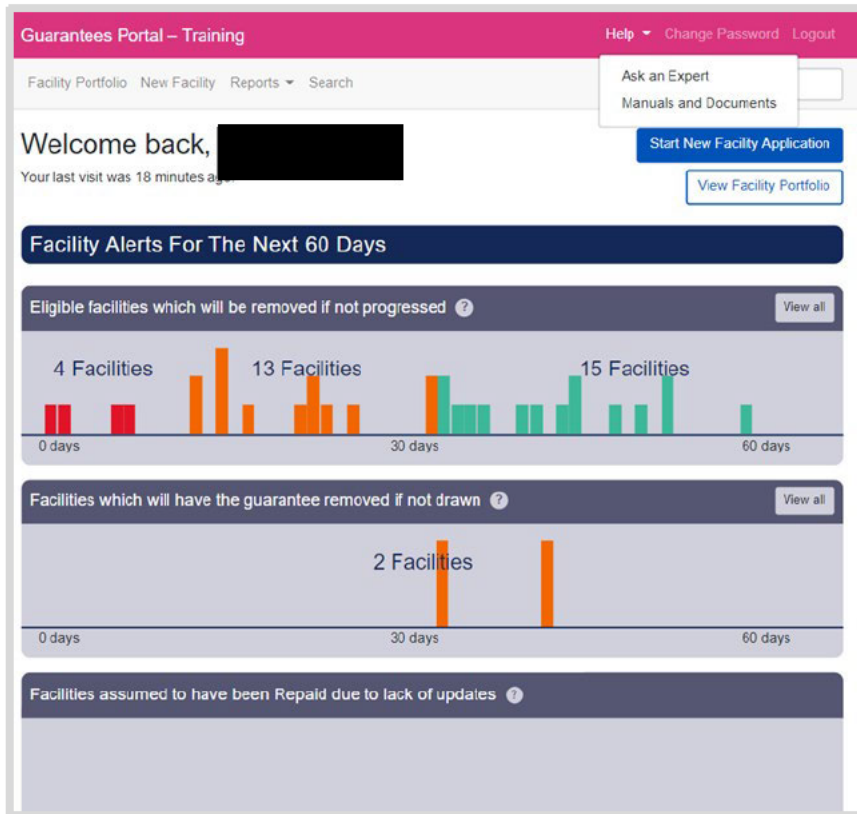 Guarantees Portal – Training
Help Change Password Logout
Facility Portfolio New Facility Reports Search
Ask an Expert
Manuals and Documents
Welcome back,
Your last visit was 18 minutes ago.
Start New Facility Application
View Facility Portfolio
Facility Alerts For The Next 60 Days
Eligible facilities which will be removed if not progressed ?
View all
4 Facilities 13 Facilities 15 Facilities
0 days 30 days 60 days
Facilities which will have the guarantee removed if not drawn ?
View all
2 Facilities
0 days 30 days 60 days
Facilities assumed to have been Repaid due to lack of updates ?